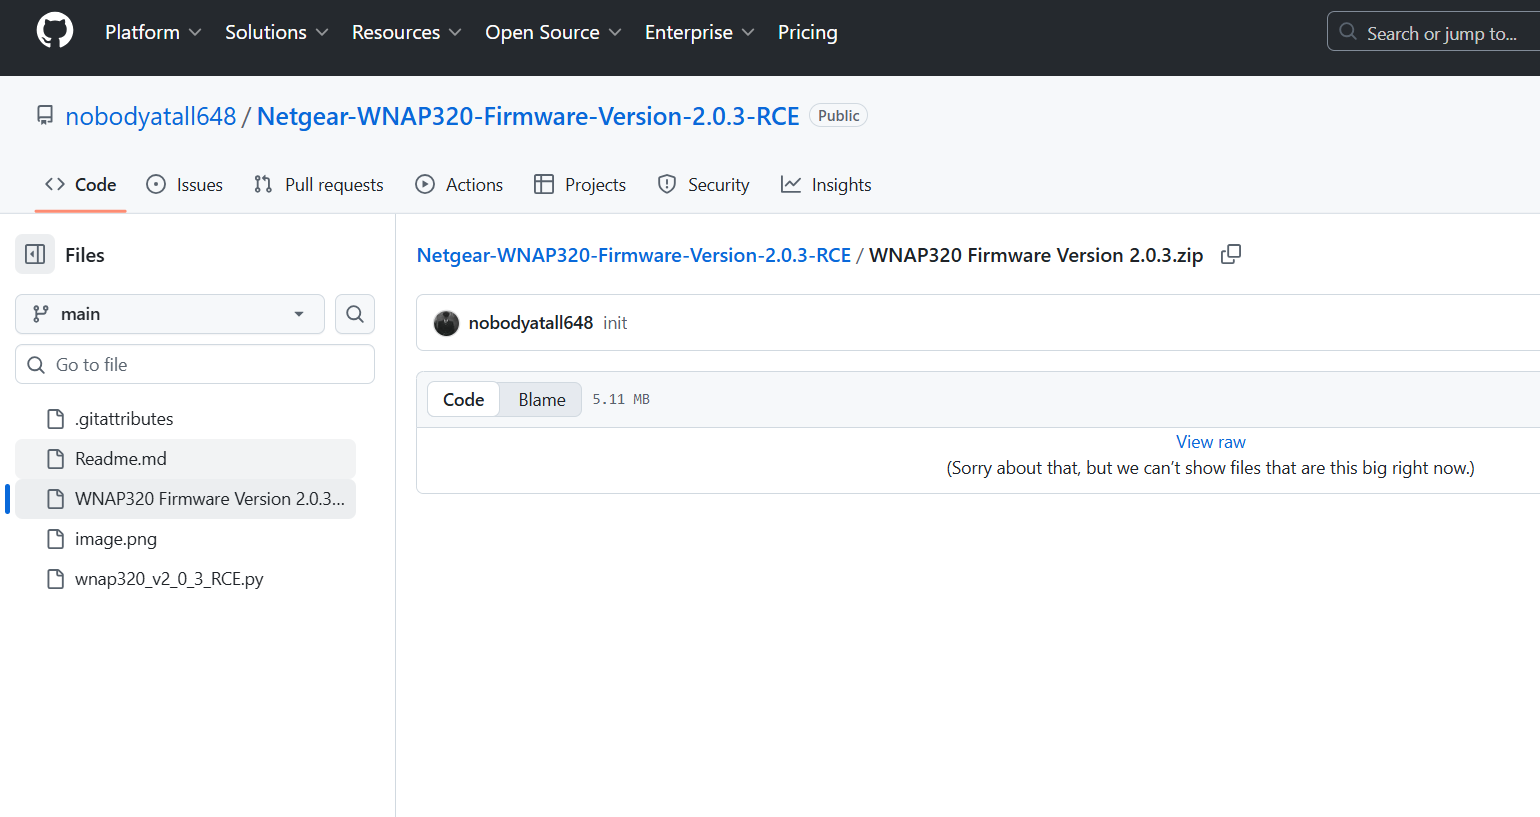 Platform Solutions Resources Open Source Enterprise Pricing Search or jump to...
nobodyatall648 / Netgear-WNAP320-Firmware-Version-2.0.3-RCE Public
Code Issues Pull requests Actions Projects Security Insights
Files
main
Go to file
.gitattributes
Readme.md
WNAP320 Firmware Version 2.0.3...
image.png
wnap320_v2_0_3_RCE.py
Netgear-WNAP320-Firmware-Version-2.0.3-RCE / WNAP320 Firmware Version 2.0.3.zip
nobodyatall648 init
Code Blame 5.11 MB
View raw
(Sorry about that, but we can’t show files that are this big right now.)